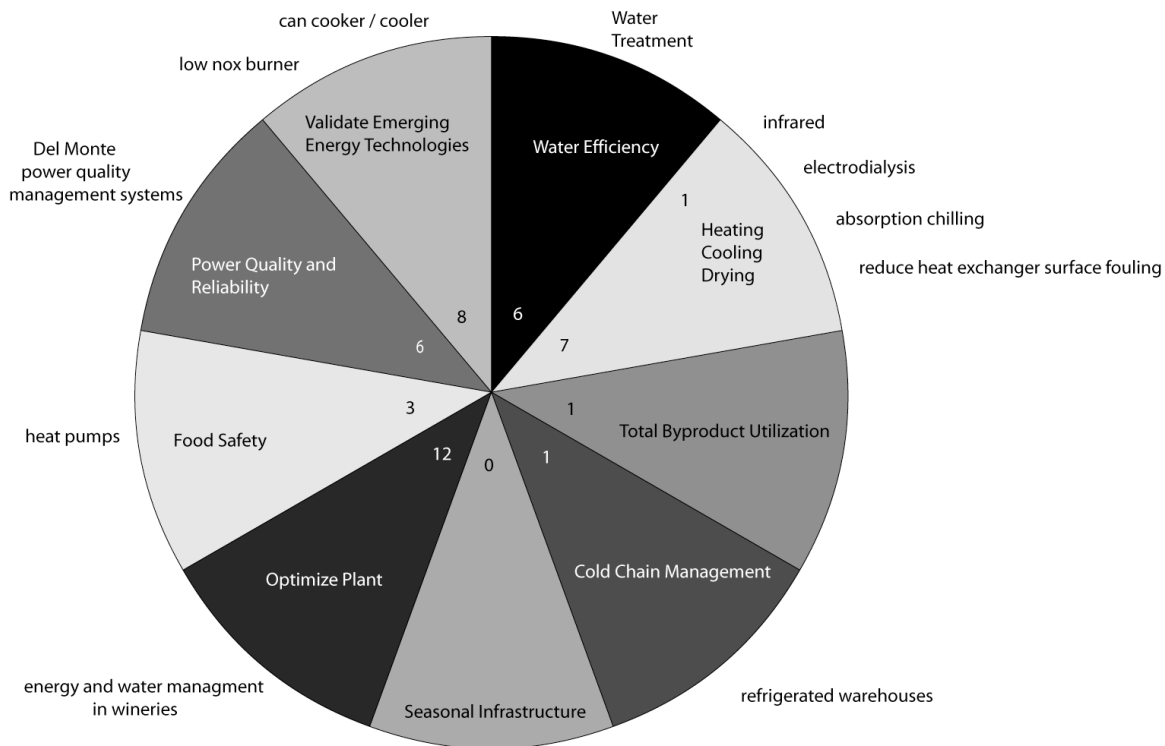 can cooker / cooler
low nox burner
Del Monte
power quality
management systems
heat pumps
energy and water managment
in wineries
Water
Treatment
infrared
electrodialysis
absorption chilling
reduce heat exchanger surface fouling
refrigerated warehouses
Validate Emerging
Energy Technologies
8
Water Efficiency
6
1
Heating
Cooling
Drying
7
Total Byproduct Utilization
1
Cold Chain Management
1
Seasonal Infrastructure
0
Optimize Plant
12
Food Safety
3
Power Quality and
Reliability
6